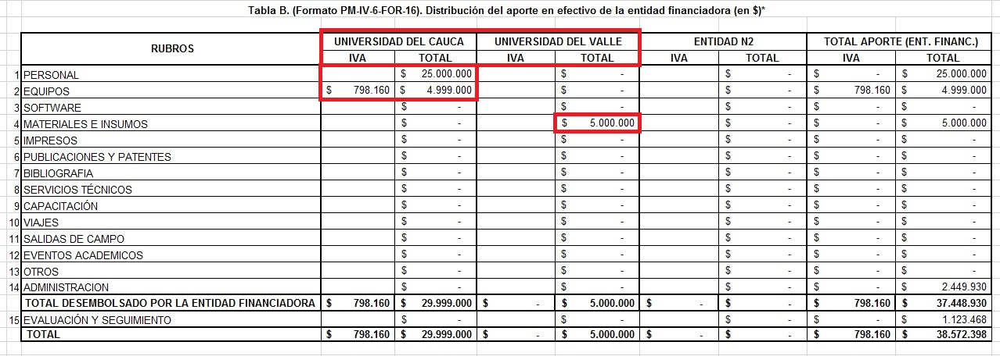 Tabla B. (Formato PM-IV-6-FOR-16). Distribución del aporte en efectivo de la entidad financiadora (en $)*
RUBROS UNIVERSIDAD DEL CAUCA UNIVERSIDAD DEL VALLE ENTIDAD N2 TOTAL APORTE (ENT. FINANC.)
IVA TOTAL IVA TOTAL IVA TOTAL IVA TOTAL
1 PERSONAL $ 25.000.000 $ - $ - $ - $ 25.000.000
2 EQUIPOS $ 798.160 $ 4.999.000 $ - $ - $ 798.160 $ 4.999.000
3 SOFTWARE $ - $ - $ - $ - $ -
4 MATERIALES E INSUMOS $ - $ 5.000.000 $ - $ - $ 5.000.000
5 IMPRESOS $ - $ - $ - $ - $ -
6 PUBLICACIONES Y PATENTES $ - $ - $ - $ - $ -
7 BIBLIOGRAFIA $ - $ - $ - $ - $ -
8 SERVICIOS TÉCNICOS $ - $ - $ - $ - $ -
9 CAPACITACIÓN $ - $ - $ - $ - $ -
10 VIAJES $ - $ - $ - $ - $ -
11 SALIDAS DE CAMPO $ - $ - $ - $ - $ -
12 EVENTOS ACADEMICOS $ - $ - $ - $ - $ -
13 OTROS $ - $ - $ - $ - $ -
14 ADMINISTRACION $ - $ - $ - $ - $ 2.449.930
TOTAL DESEMBOLSADO POR LA ENTIDAD FINANCIADORA $ 798.160 $ 29.999.000 $ - $ 5.000.000 $ - $ - $ 798.160 $ 37.448.930
15 EVALUACIÓN Y SEGUIMIENTO $ - $ - $ - $ - $ 1.123.468
TOTAL $ 798.160 $ 29.999.000 $ - $ 5.000.000 $ - $ - $ 798.160 $ 38.572.398